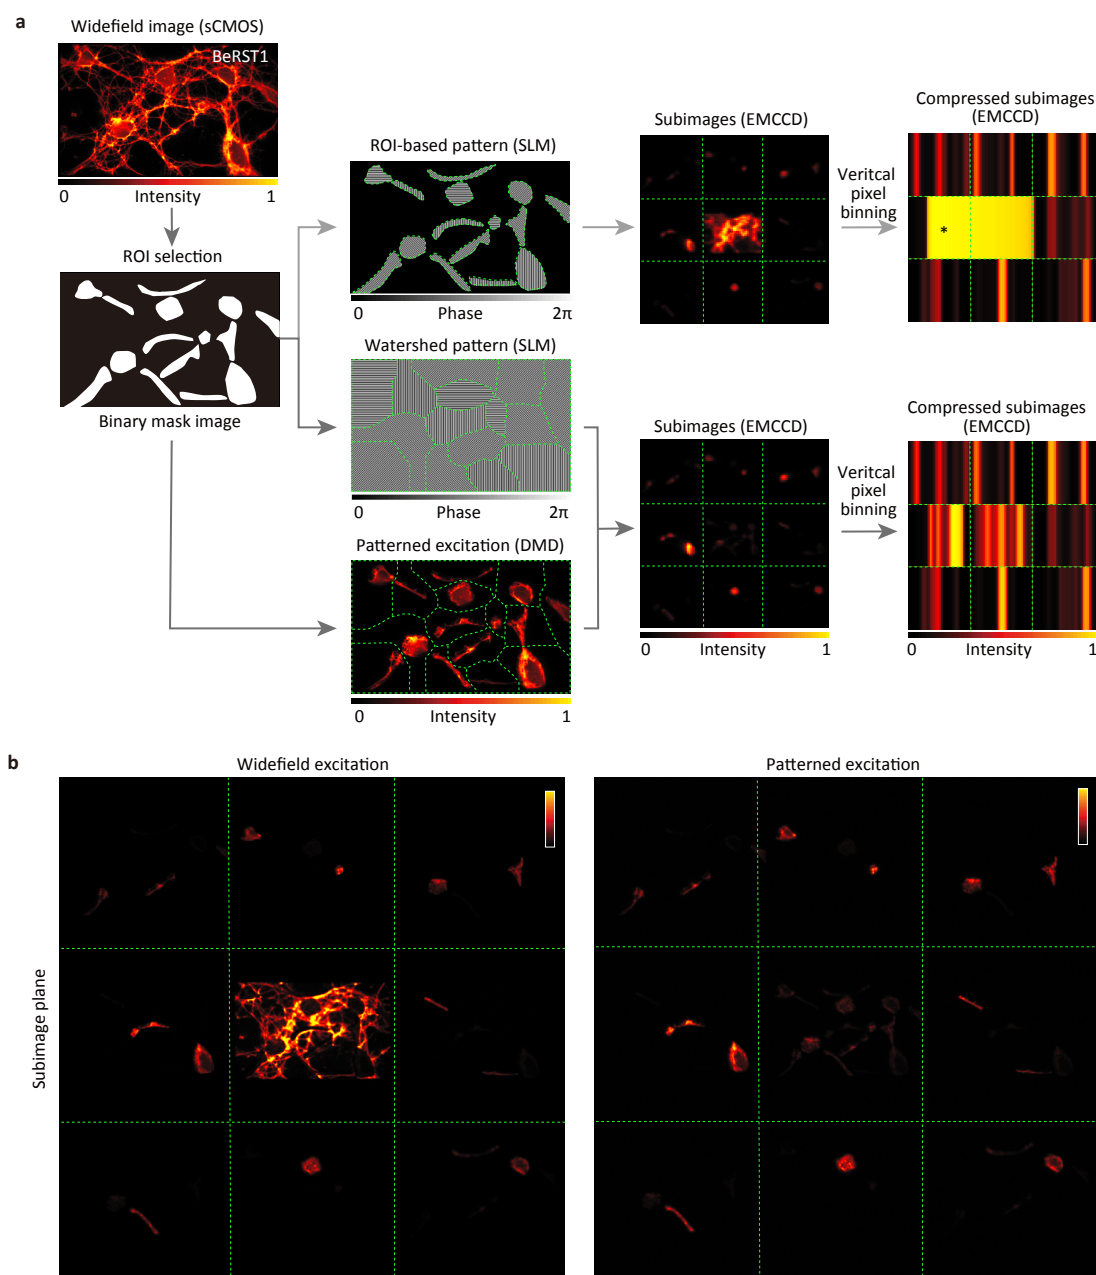 a
Widefield image (sCMOS)
BeRST1
0 Intensity 1
ROI selection
Binary mask image
ROI-based pattern (SLM)
0 Phase 2π
Watershed pattern (SLM)
0 Phase 2π
Patterned excitation (DMD)
0 Intensity 1
Subimages (EMCCD)
Veritcal
pixel
binning
Compressed subimages
(EMCCD)
*
Subimages (EMCCD)
0 Intensity 1
Veritcal
pixel
binning
Compressed subimages
(EMCCD)
0 Intensity 1
b
Widefield excitation
Patterned excitation
Subimage plane